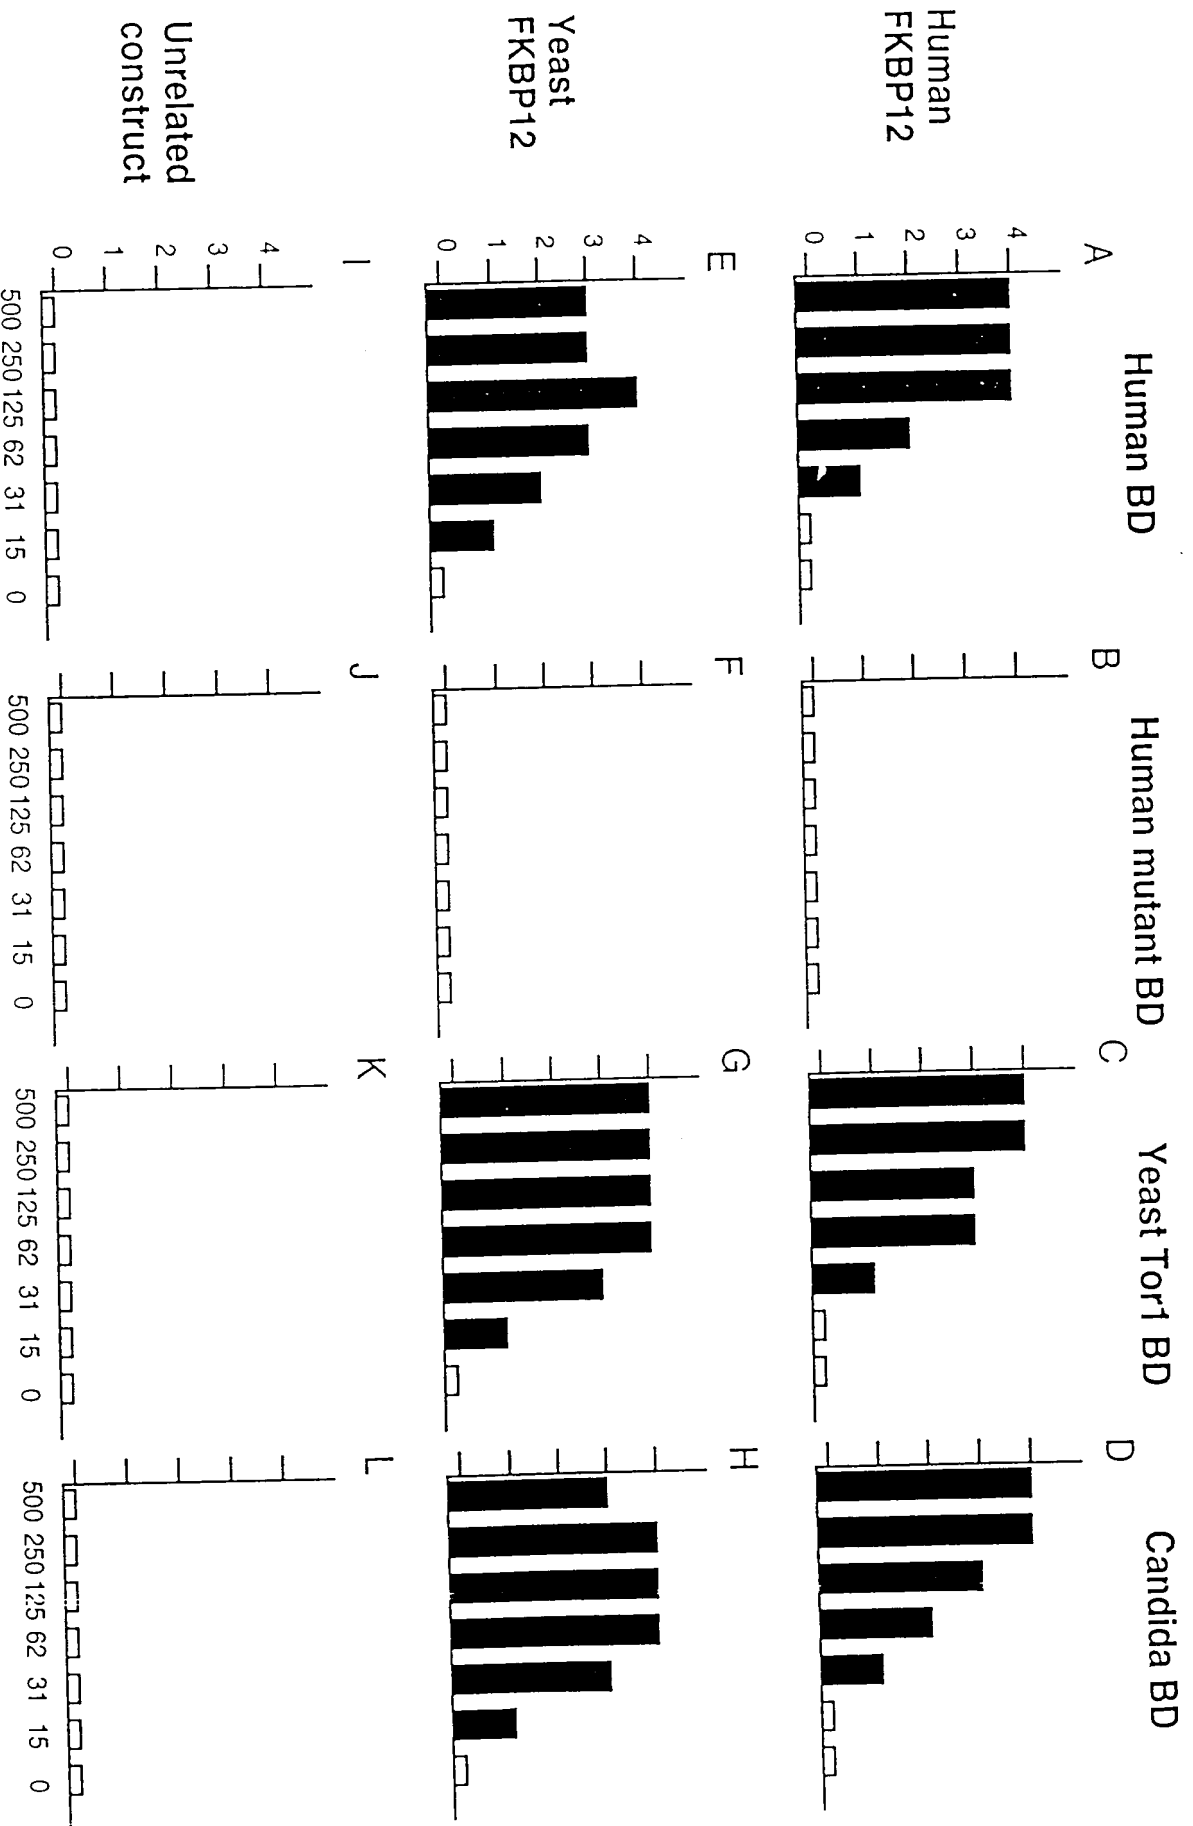 Human BD
Human mutant BD
Yeast Tor1 BD
Candida BD
A
B
C
D
Human
FKBP12
4
3
2
1
0
E
F
G
H
Yeast
FKBP12
4
3
2
1
0
I
J
K
L
Unrelated
construct
4
3
2
1
0
500 250 125 62 31 15 0
500 250 125 62 31 15 0
500 250 125 62 31 15 0
500 250 125 62 31 15 0